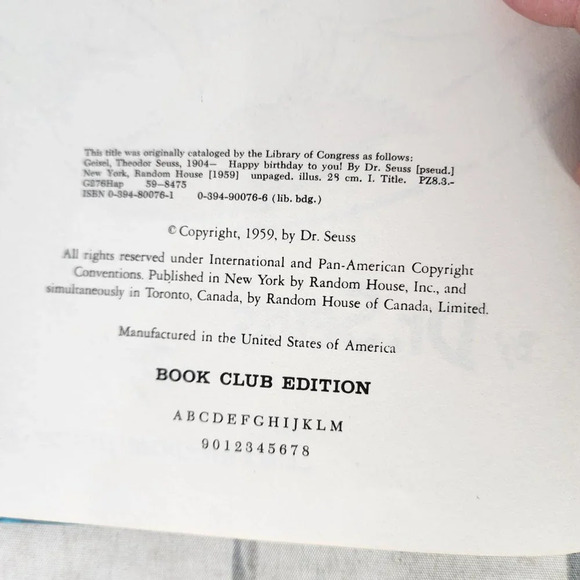 This title was originally cataloged by the Library of Congress as follows:
Geisel, Theodor Seuss, 1904– Happy birthday to you! By Dr. Seuss [pseud.]
New York, Random House [1959] unpaged. illus. 28 cm. I. Title. PZ8.3.-
G276Hap 59-8475
ISBN 0-394-80076-1 0-394-90076-6 (lib. bdg.)
© Copyright, 1959, by Dr. Seuss
All rights reserved under International and Pan-American Copyright
Conventions. Published in New York by Random House, Inc., and
simultaneously in Toronto, Canada, by Random House of Canada, Limited.
Manufactured in the United States of America
BOOK CLUB EDITION
A B C D E F G H I J K L M
9 0 1 2 3 4 5 6 7 8